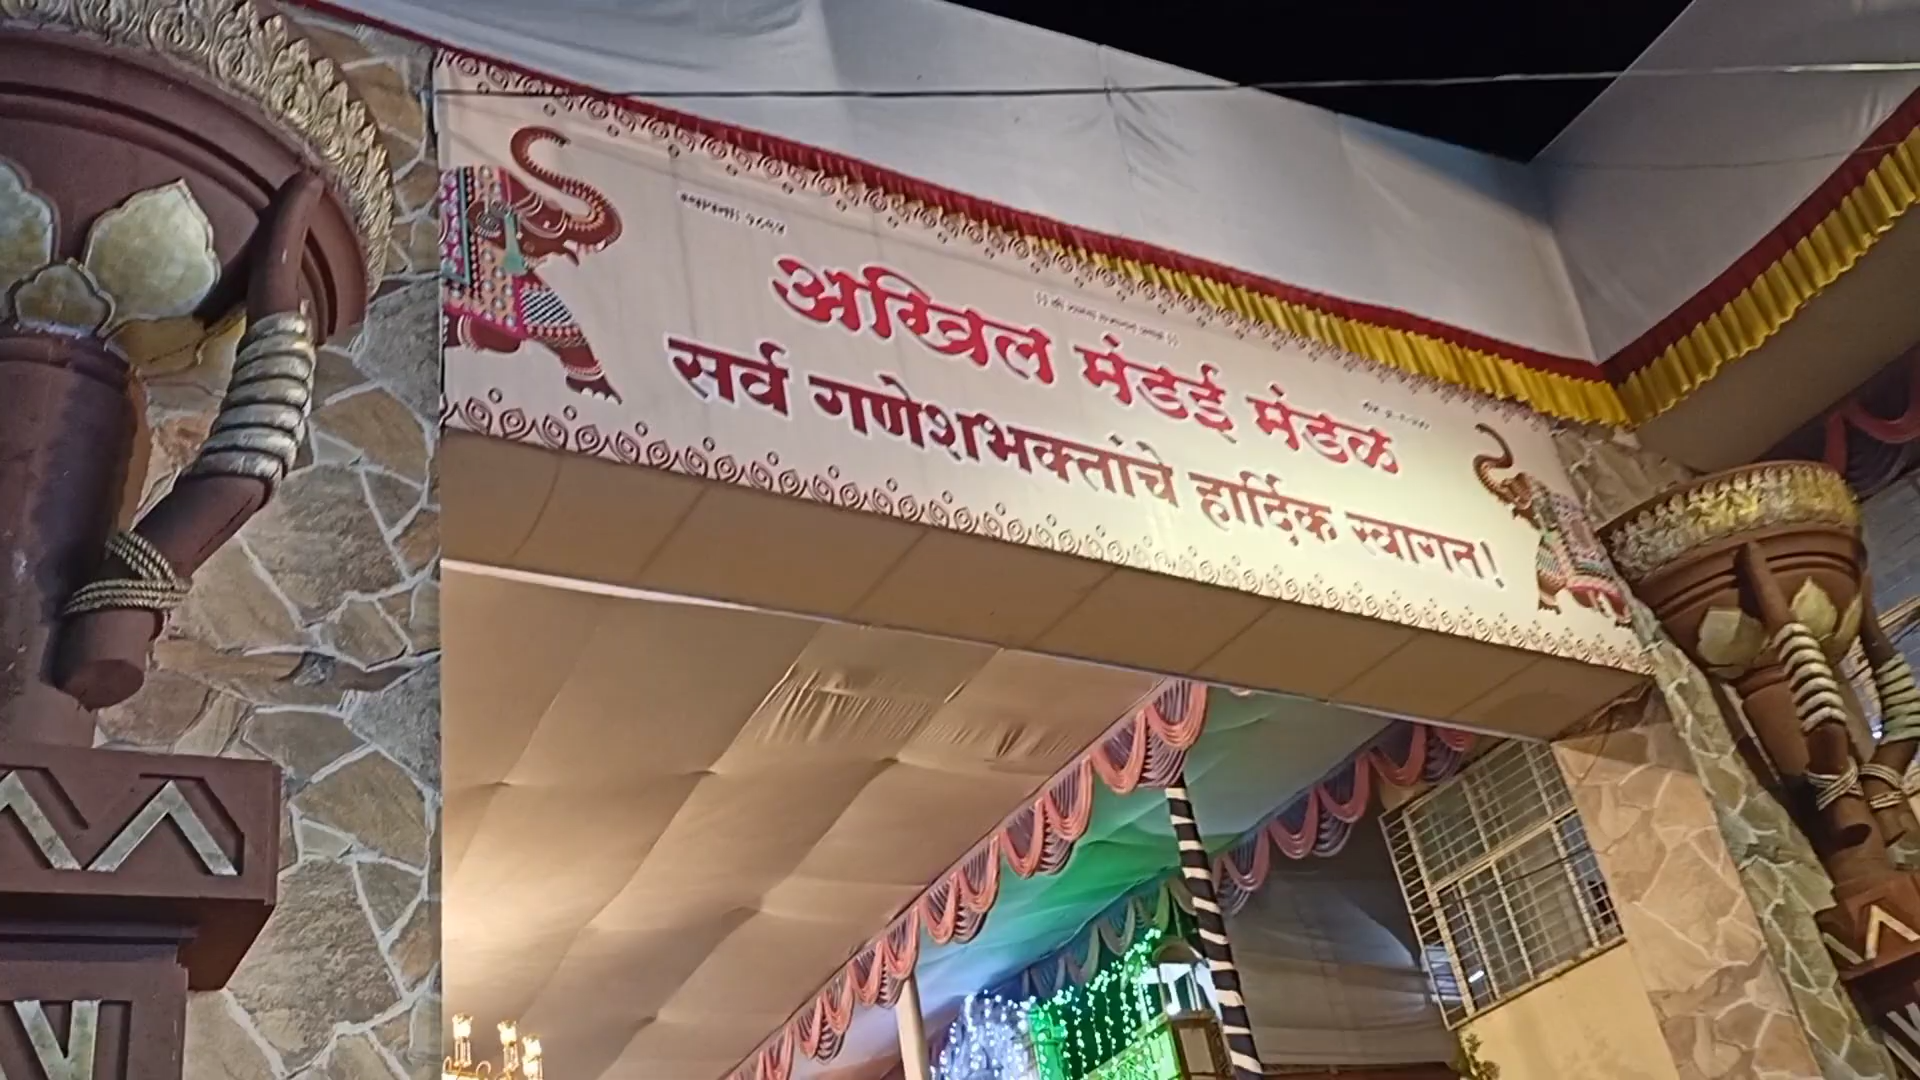 अखिल मंडई मंडळ
सर्व गणेशभक्तांचे हार्दिक स्वागत!